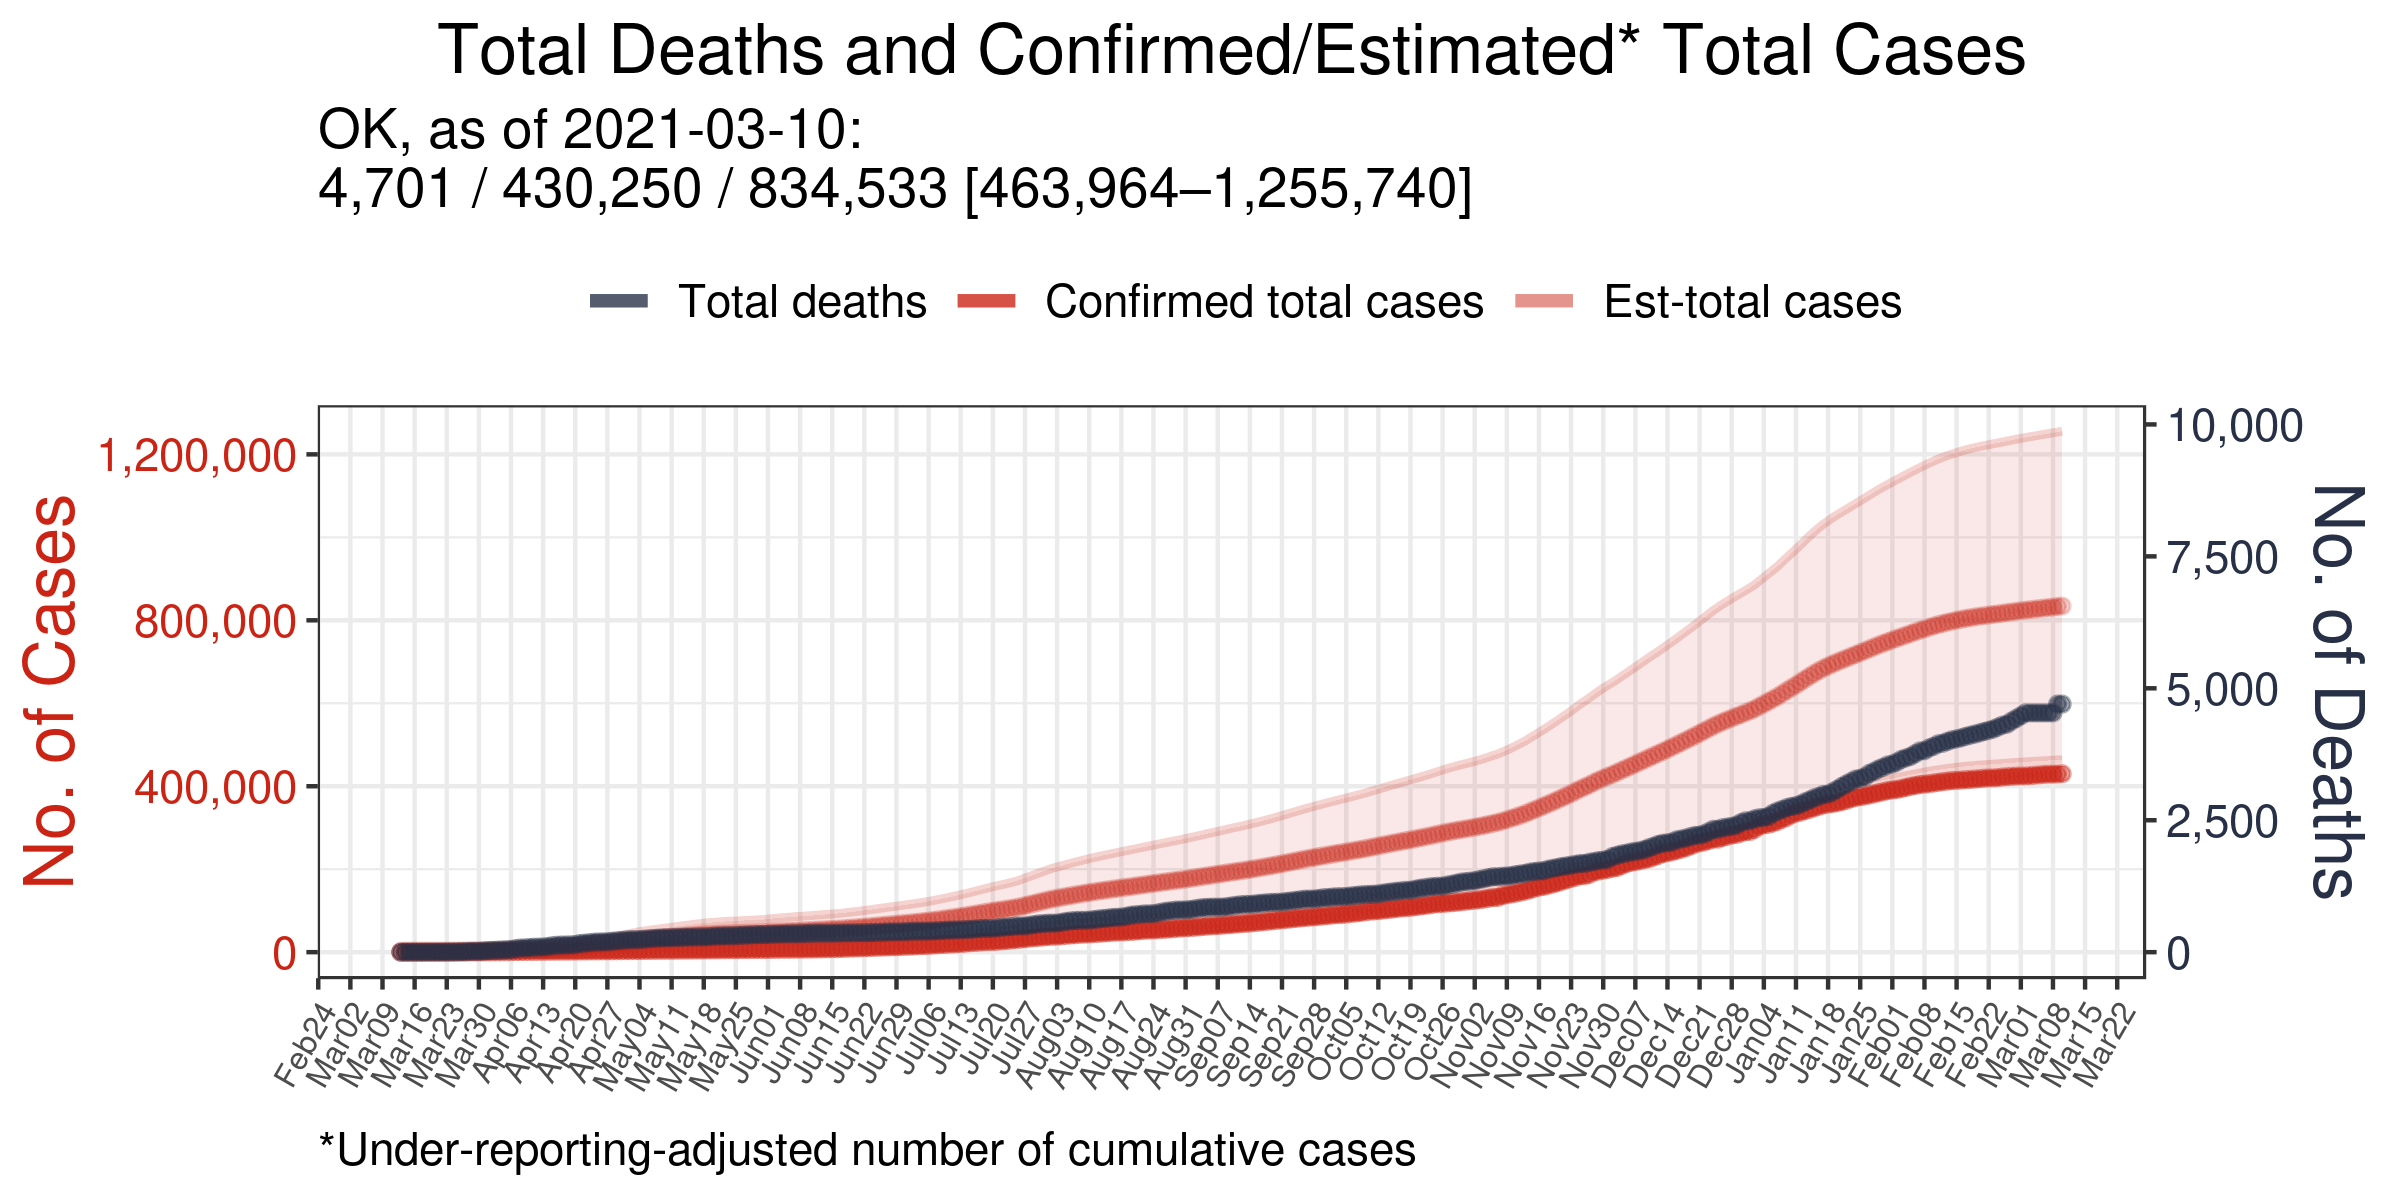 Total Deaths and Confirmed/Estimated* Total Cases
OK, as of 2021-03-10:
4,701 / 430,250 / 834,533 [463,964–1,255,740]
Total deaths
Confirmed total cases
Est-total cases
No. of Cases
1,200,000
800,000
400,000
0
10,000
7,500
5,000
2,500
0
No. of Deaths
Feb24
Mar02
Mar09
Mar16
Mar23
Mar30
Apr06
Apr13
Apr20
Apr27
May04
May11
May18
May25
Jun01
Jun08
Jun15
Jun22
Jun29
Jul06
Jul13
Jul20
Jul27
Aug03
Aug10
Aug17
Aug24
Aug31
Sep07
Sep14
Sep21
Sep28
Oct05
Oct12
Oct19
Oct26
Nov02
Nov09
Nov16
Nov23
Nov30
Dec07
Dec14
Dec21
Dec28
Jan04
Jan11
Jan18
Jan25
Feb01
Feb08
Feb15
Feb22
Mar01
Mar08
Mar15
Mar22
*Under-reporting-adjusted number of cumulative cases